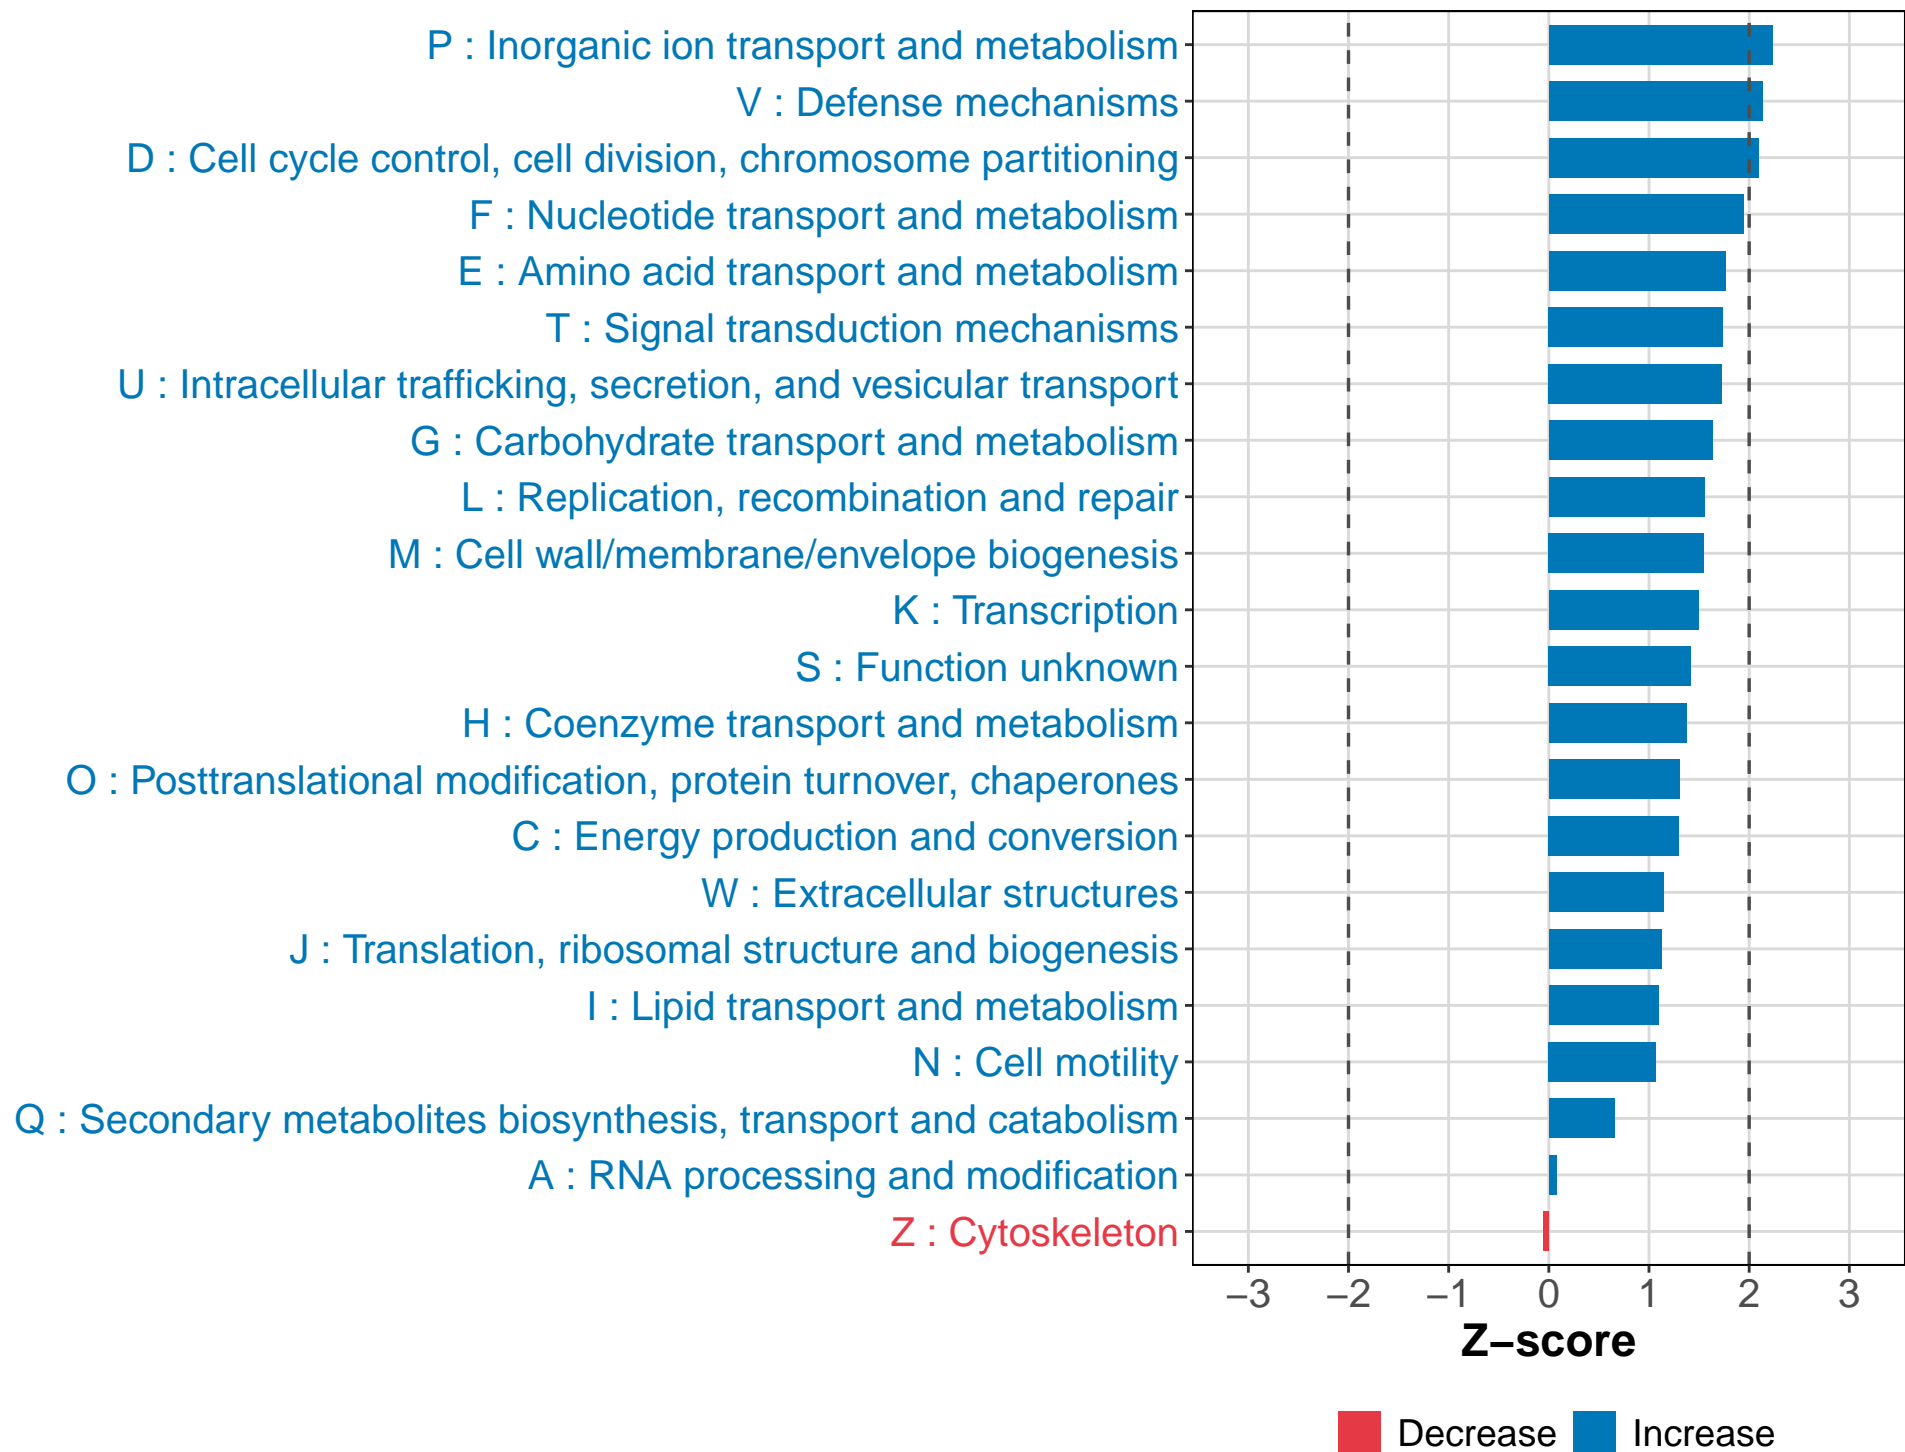 P : Inorganic ion transport and metabolism
V : Defense mechanisms
D : Cell cycle control, cell division, chromosome partitioning
F : Nucleotide transport and metabolism
E : Amino acid transport and metabolism
T : Signal transduction mechanisms
U : Intracellular trafficking, secretion, and vesicular transport
G : Carbohydrate transport and metabolism
L : Replication, recombination and repair
M : Cell wall/membrane/envelope biogenesis
K : Transcription
S : Function unknown
H : Coenzyme transport and metabolism
O : Posttranslational modification, protein turnover, chaperones
C : Energy production and conversion
W : Extracellular structures
J : Translation, ribosomal structure and biogenesis
I : Lipid transport and metabolism
N : Cell motility
Q : Secondary metabolites biosynthesis, transport and catabolism
A : RNA processing and modification
Z : Cytoskeleton
−3 −2 −1 0 1 2 3
Z−score
Decrease Increase